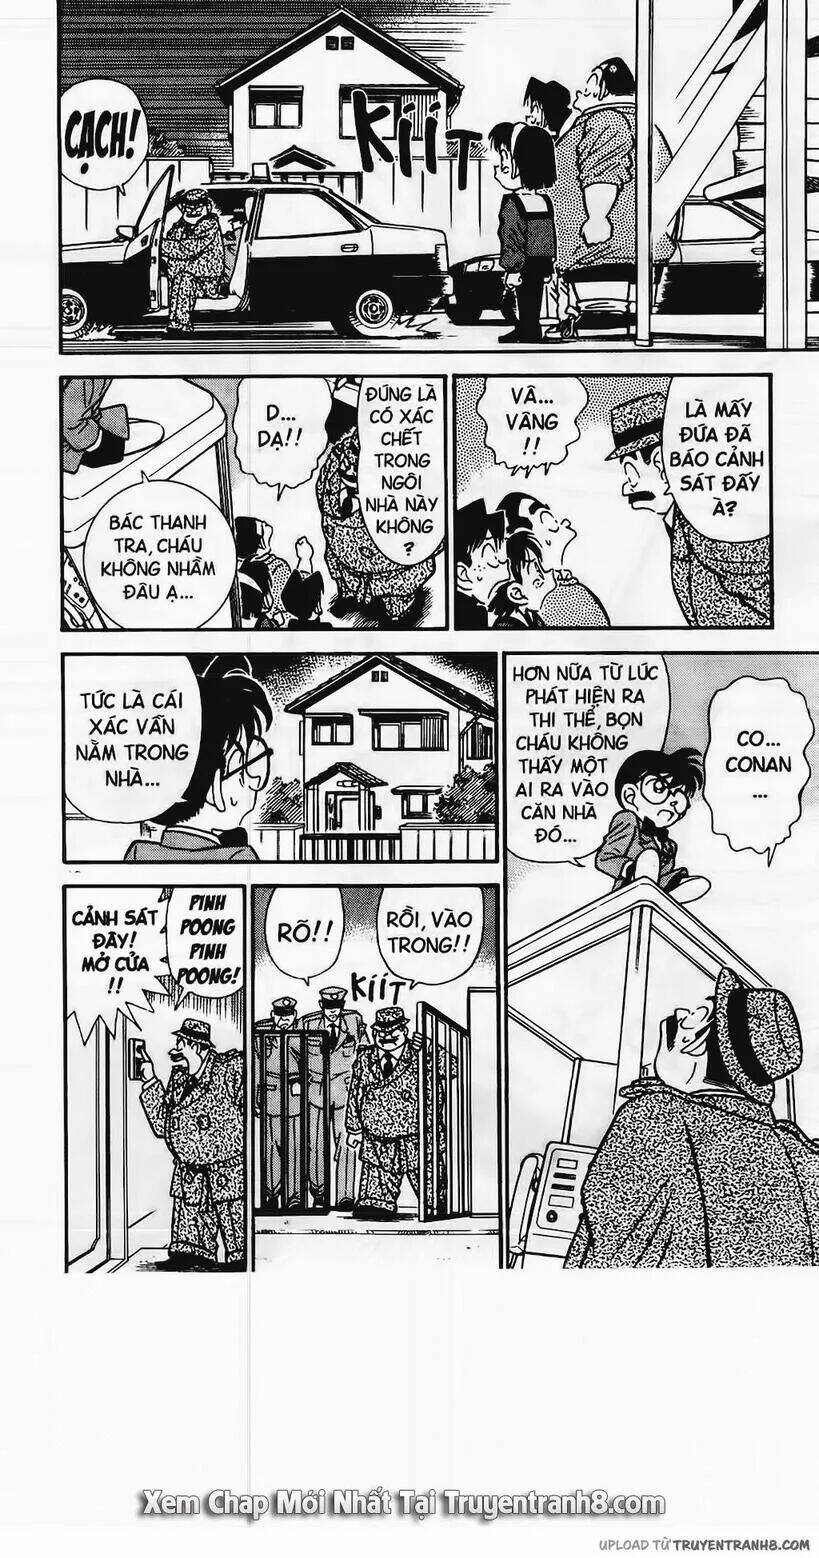 KÍÍT
CẠCH!
LÀ MẤY
ĐỨA ĐÃ
BÁO CẢNH
SÁT ĐẤY
À?
VÂ...
VÂNG
!!
ĐÚNG LÀ
CÓ XÁC
CHẾT
TRONG
NGÔI
NHÀ NÀY
KHÔNG
?
D...
DẠ!!
BÁC THANH
TRA, CHÁU
KHÔNG NHẦM
ĐÂU Ạ...
CO...
CONAN
...
HƠN NỮA TỪ LÚC
PHÁT HIỆN RA
THI THỂ, BỌN
CHÁU KHÔNG
THẤY MỘT
AI RA VÀO
CĂN NHÀ
ĐÓ...
TỨC LÀ CÁI
XÁC VẪN
NẰM TRONG
NHÀ...
RỒI, VÀO
TRONG!!
RÕ!!
KÍÍT
PINH
POONG
PINH
POONG!
CẢNH SÁT
ĐÂY!
MỞ CỬA
!!
Xem Chap Mới Nhất Tại Truyentranh8.com
UPLOAD TỪ TRUYENTRANH8.COM